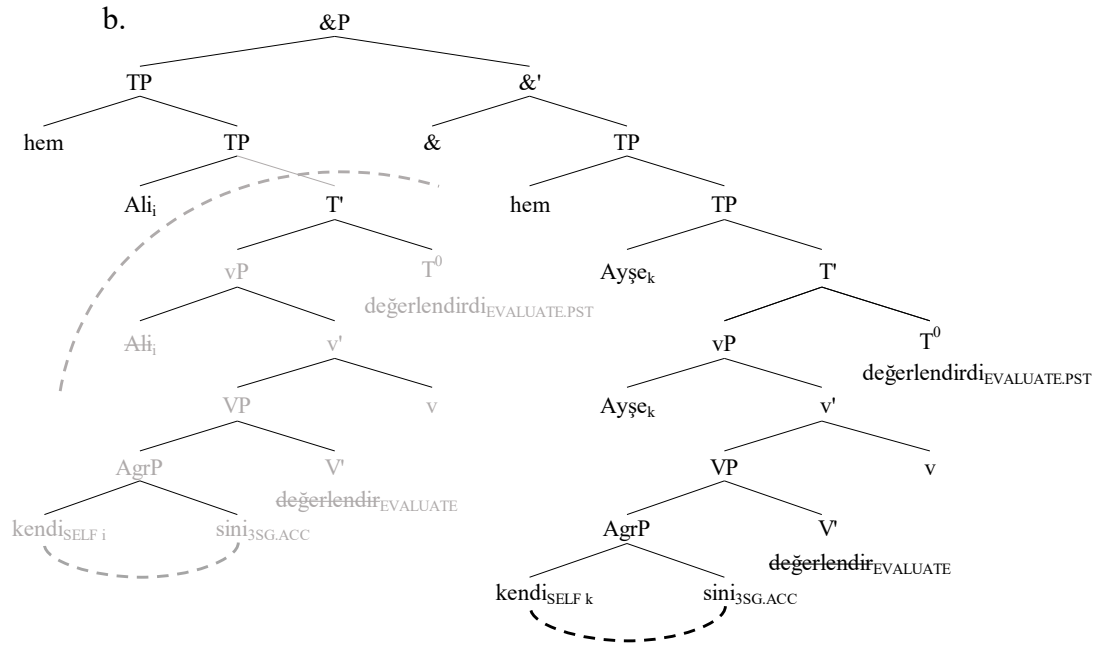 b.
&P
TP &'
hem TP & TP
Aliᵢ T' hem TP
vP T⁰ Ayşeₖ T'
değerlendirdiEVALUATE.PST
Aliᵢ v' vP T⁰
değerlendirdiEVALUATE.PST
VP v Ayşeₖ v'
AgrP V' VP v
değerlendirEVALUATE
kendiSELF i sini3SG.ACC AgrP V'
değerlendirEVALUATE
kendiSELF k sini3SG.ACC